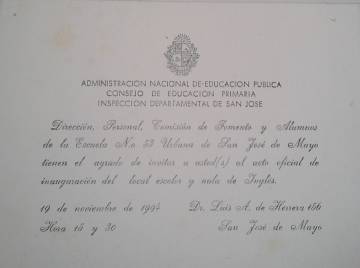 ADMINISTRACIÓN NACIONAL DE EDUCACION PUBLICA
CONSEJO DE EDUCACION PRIMARIA
INSPECCION DEPARTAMENTAL DE SAN JOSE
Dirección, Personal, Comisión de Fomento y Alumnos
de la Escuela No. 53 Urbana de San José de Mayo
tienen el agrado de invitar a usted(s) al acto oficial de
inauguración del local escolar y aula de Inglés.
19 de noviembre de 1994 Dr. Luis A. de Herrera 156
Hora 15 y 30 San José de Mayo